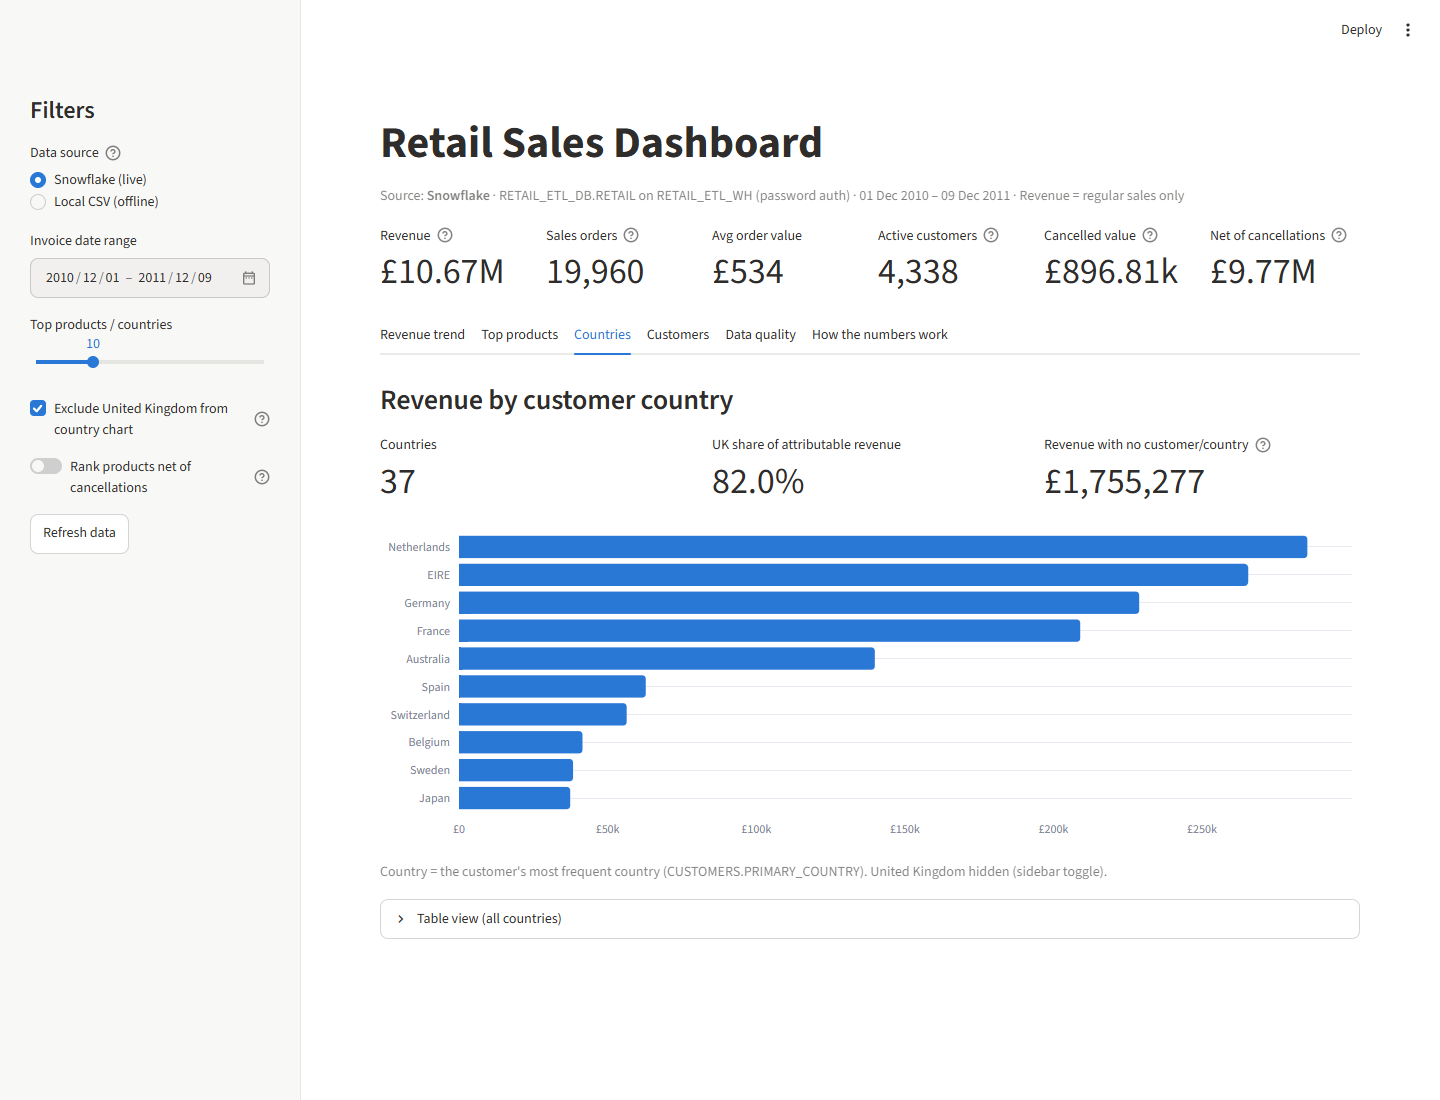 Deploy
Filters
Data source
Snowflake (live)
Local CSV (offline)
Invoice date range
2010/12/01 – 2011/12/09
Top products / countries
10
Exclude United Kingdom from
country chart
Rank products net of
cancellations
Refresh data
Retail Sales Dashboard
Source: Snowflake · RETAIL_ETL_DB.RETAIL on RETAIL_ETL_WH (password auth) · 01 Dec 2010 – 09 Dec 2011 · Revenue = regular sales only
Revenue Sales orders Avg order value Active customers Cancelled value Net of cancellations
£10.67M 19,960 £534 4,338 £896.81k £9.77M
Revenue trend Top products Countries Customers Data quality How the numbers work
Revenue by customer country
Countries UK share of attributable revenue Revenue with no customer/country
37 82.0% £1,755,277
Netherlands
EIRE
Germany
France
Australia
Spain
Switzerland
Belgium
Sweden
Japan
£0 £50k £100k £150k £200k £250k
Country = the customer's most frequent country (CUSTOMERS.PRIMARY_COUNTRY). United Kingdom hidden (sidebar toggle).
Table view (all countries)